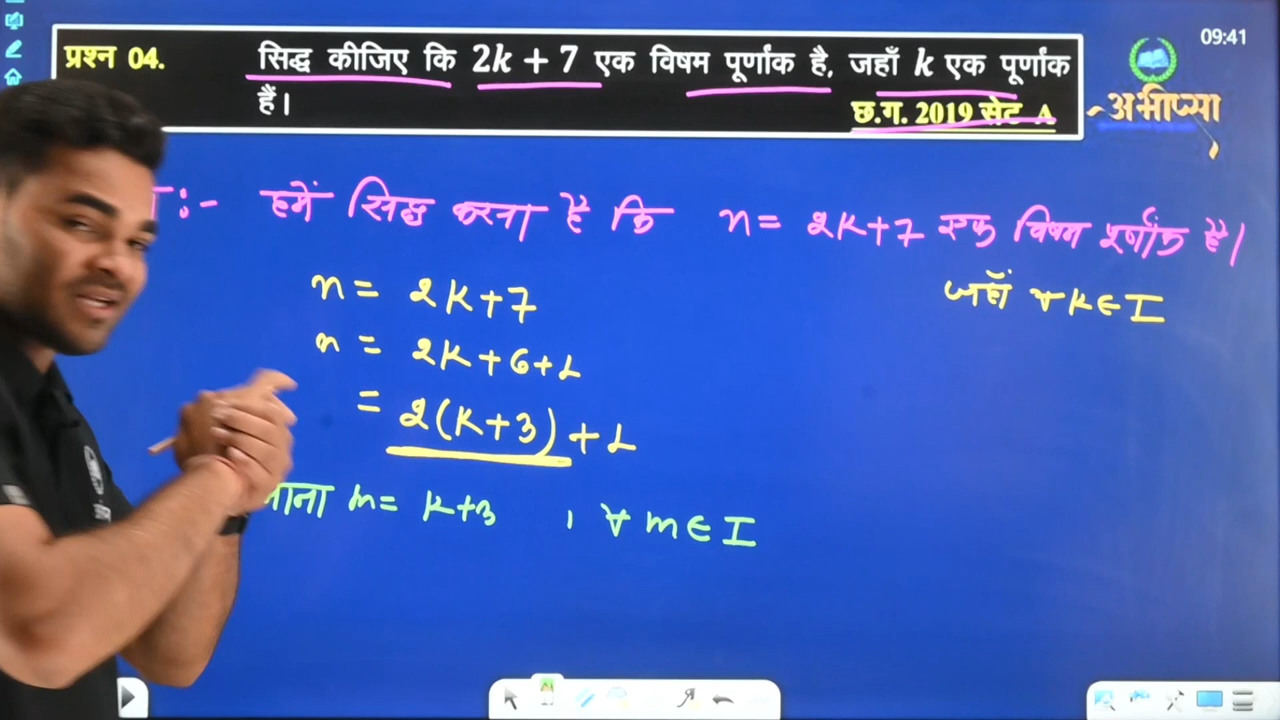 09:41
प्रश्न 04. सिद्ध कीजिए कि 2k + 7 एक विषम पूर्णांक है, जहाँ k एक पूर्णांक
हैं।
छ.ग. 2019 सेट A
अभीप्सा
:- हमें सिद्ध करना है कि n = 2K+7 एक विषम पूर्णांक है।
जहाँ ∀ K ∈ I
n = 2K+7
n = 2K+6+1
= 2(K+3)+1
माना m = K+3 , ∀ m ∈ I